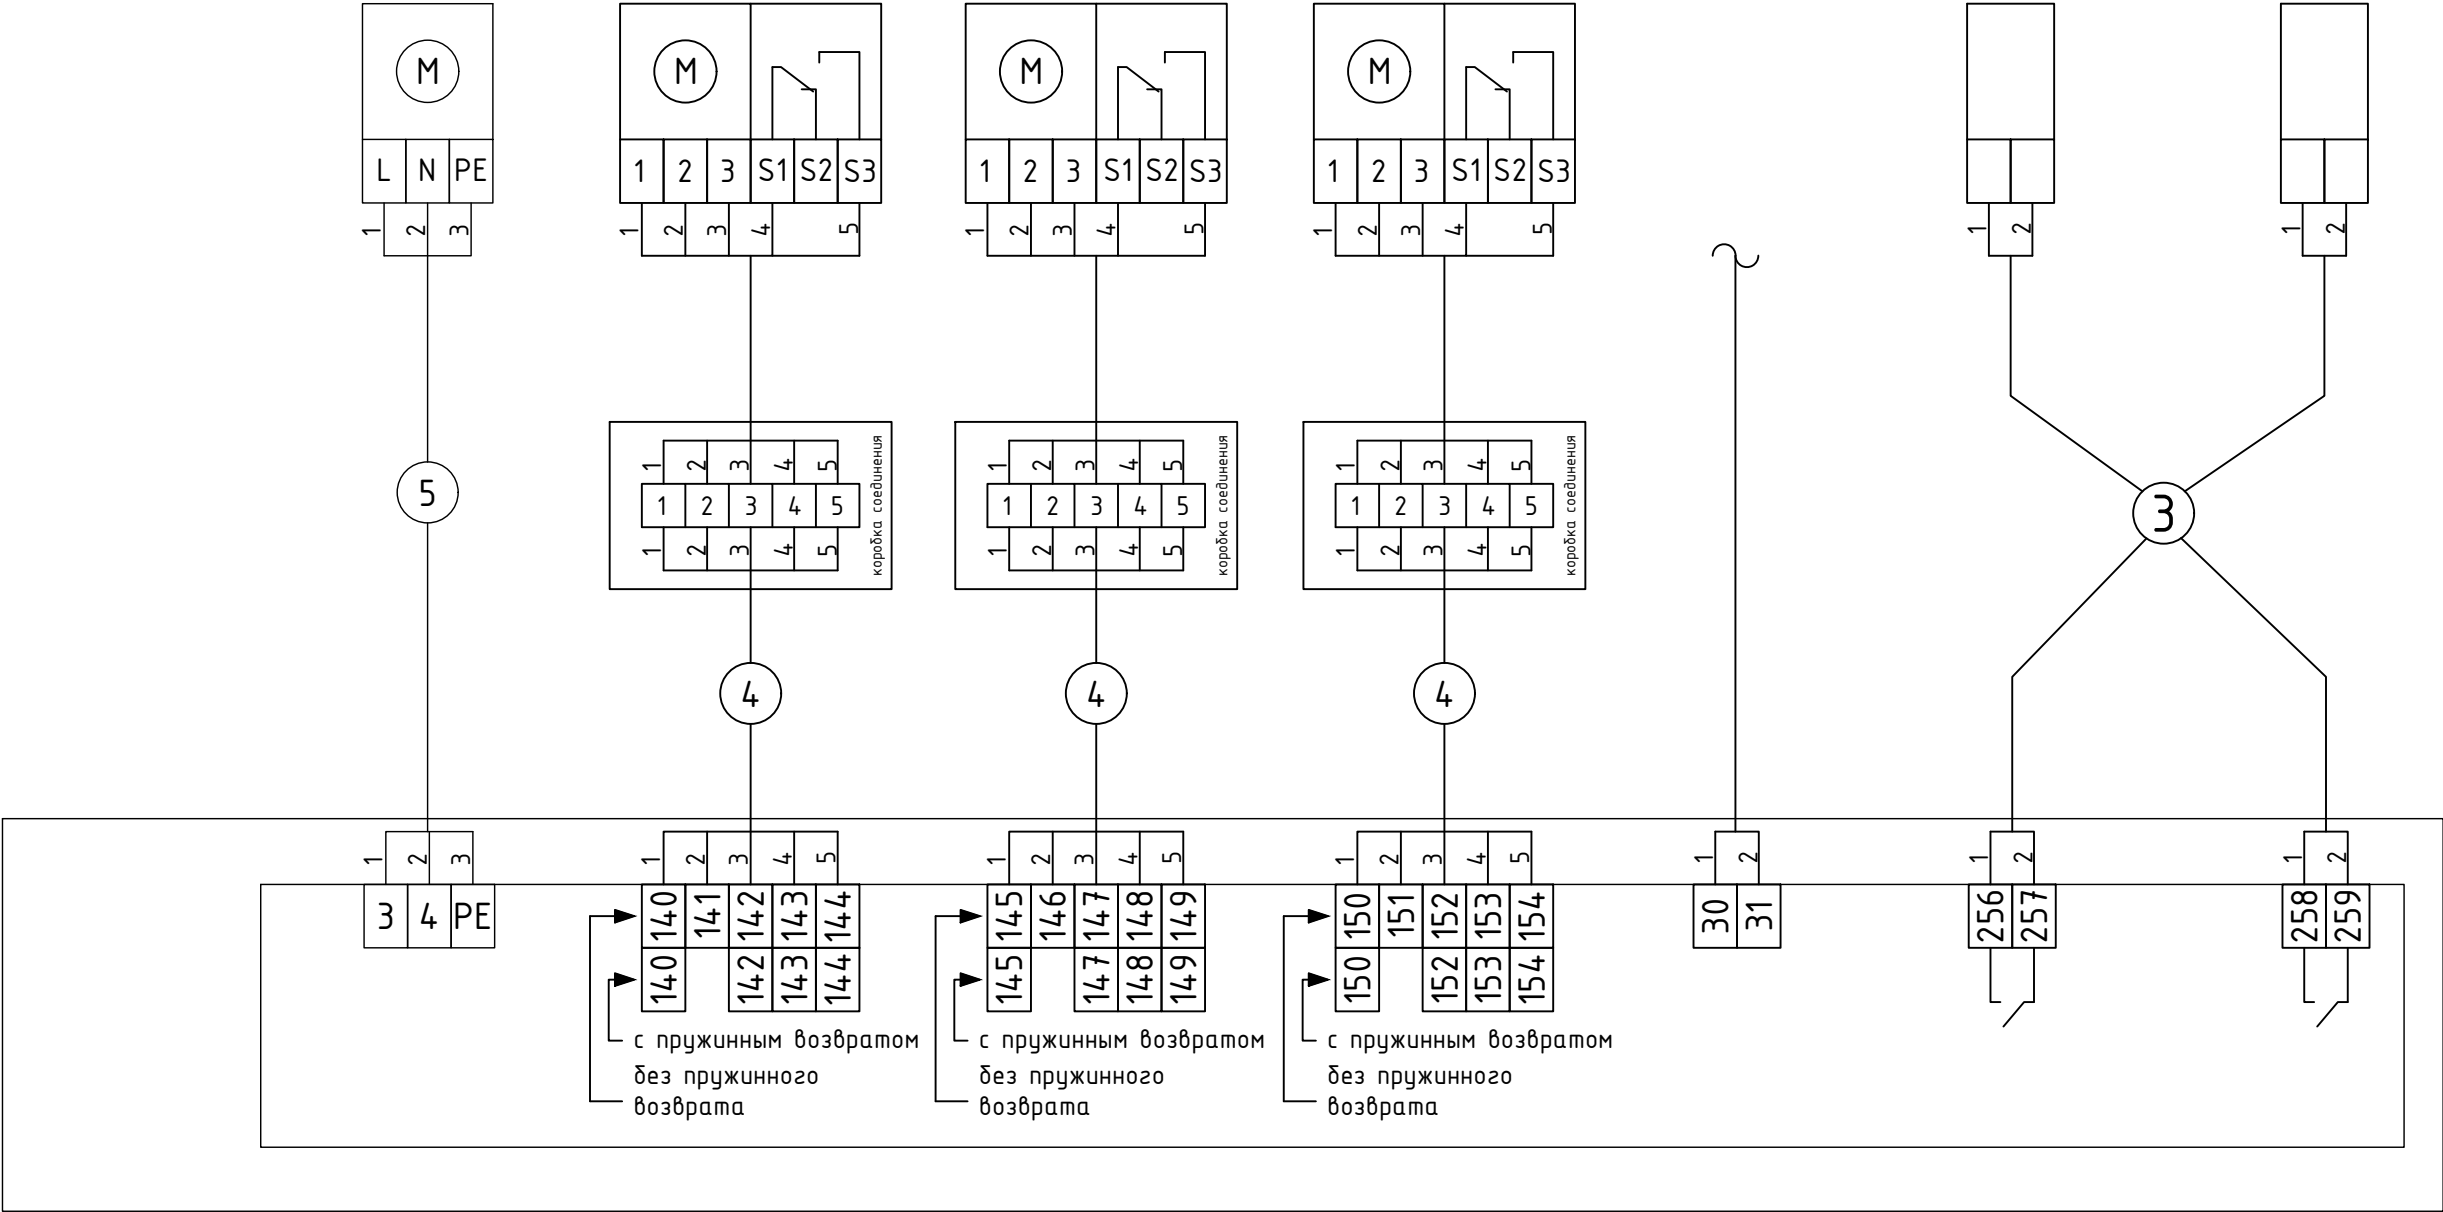 M M M M
L N PE 1 2 3 S1 S2 S3 1 2 3 S1 S2 S3 1 2 3 S1 S2 S3
1 2 3 1 2 3 4 5 1 2 3 4 5 1 2 3 4 5 1 2 1 2
1 2 3 4 5 1 2 3 4 5 1 2 3 4 5
5 1 2 3 4 5 1 2 3 4 5 1 2 3 4 5 3
1 2 3 4 5 1 2 3 4 5 1 2 3 4 5
коробка соединения
коробка соединения
коробка соединения
4 4 4
1 2 3 1 2 3 4 5 1 2 3 4 5 1 2 3 4 5 1 2 1 2 1 2
3 4 PE 140 141 142 143 144 145 146 147 148 149 150 151 152 153 154 30 31 256 257 258 259
140 142 143 144 145 147 148 149 150 152 153 154
с пружинным возвратом
без пружинного
возврата
с пружинным возвратом
без пружинного
возврата
с пружинным возвратом
без пружинного
возврата